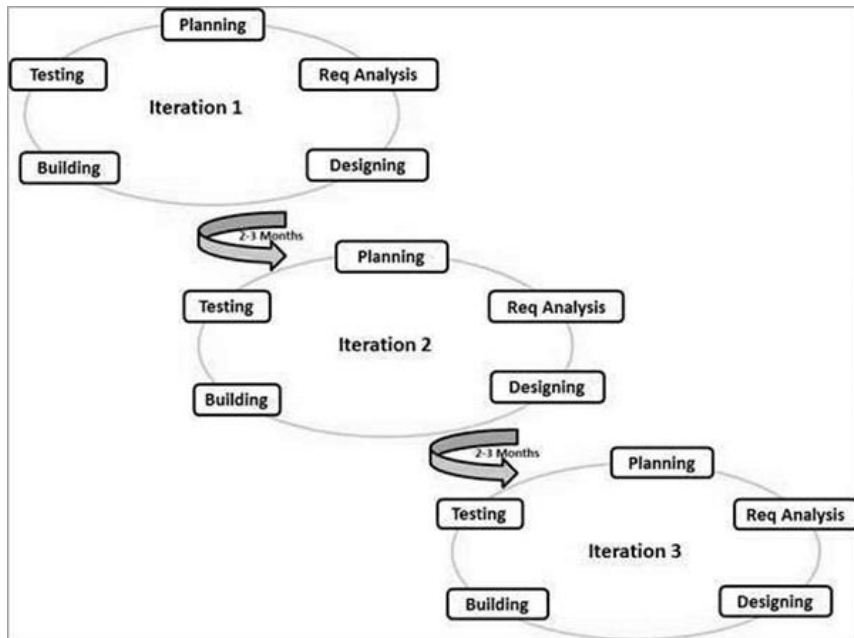 Planning
Testing
Req Analysis
Iteration 1
Building
Designing
2-3 Months
Planning
Testing
Req Analysis
Iteration 2
Building
Designing
2-3 Months
Planning
Testing
Req Analysis
Iteration 3
Building
Designing